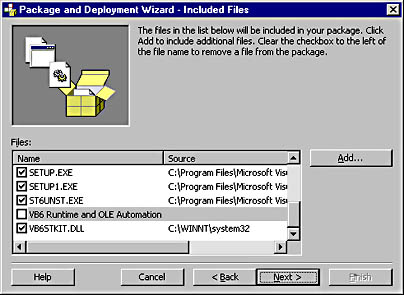 Package and Deployment Wizard - Included Files
The files in the list below will be included in your package. Click
Add to include additional files. Clear the checkbox to the left of
the file name to remove a file from the package.
Files:
Name Source
SETUP.EXE C:\Program Files\Microsoft Visu
SETUP1.EXE C:\Program Files\Microsoft Visu
ST6UNST.EXE C:\Program Files\Microsoft Visu
VB6 Runtime and OLE Automation
VB6STKIT.DLL C:\WINNT\system32
Add...
Help Cancel < Back Next > Finish